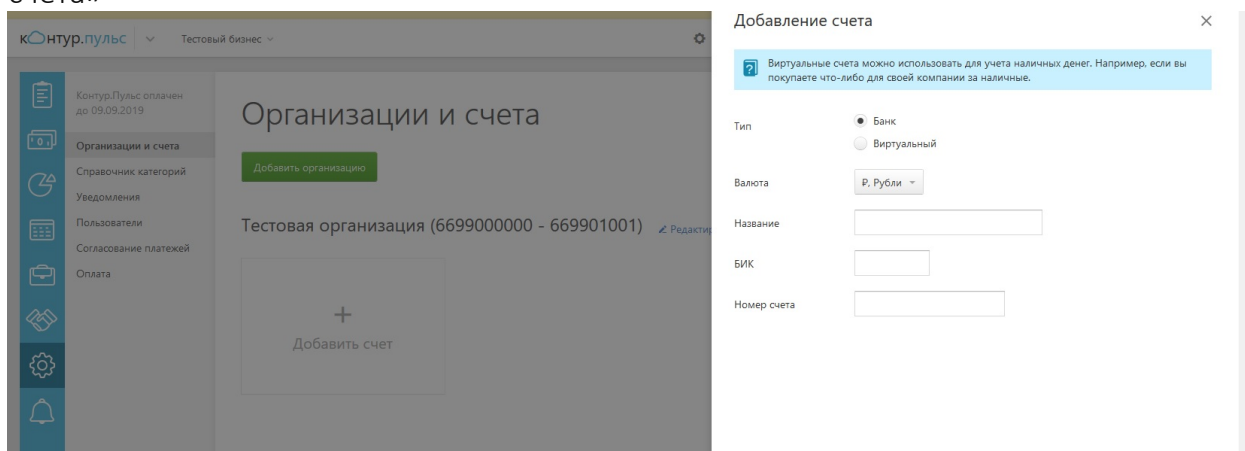 счета»
контур.пульс
Тестовый бизнес
Контур.Пульс оплачен
до 09.09.2019
Организации и счета
Справочник категорий
Уведомления
Пользователи
Согласование платежей
Оплата
Организации и счета
Добавить организацию
Тестовая организация (6699000000 - 669901001)
+
Добавить счет
Добавление счета
Виртуальные счета можно использовать для учета наличных денег. Например, если вы
покупаете что-либо для своей компании за наличные.
Тип
Банк
Виртуальный
Валюта
₽, Рубли
Название
БИК
Номер счета